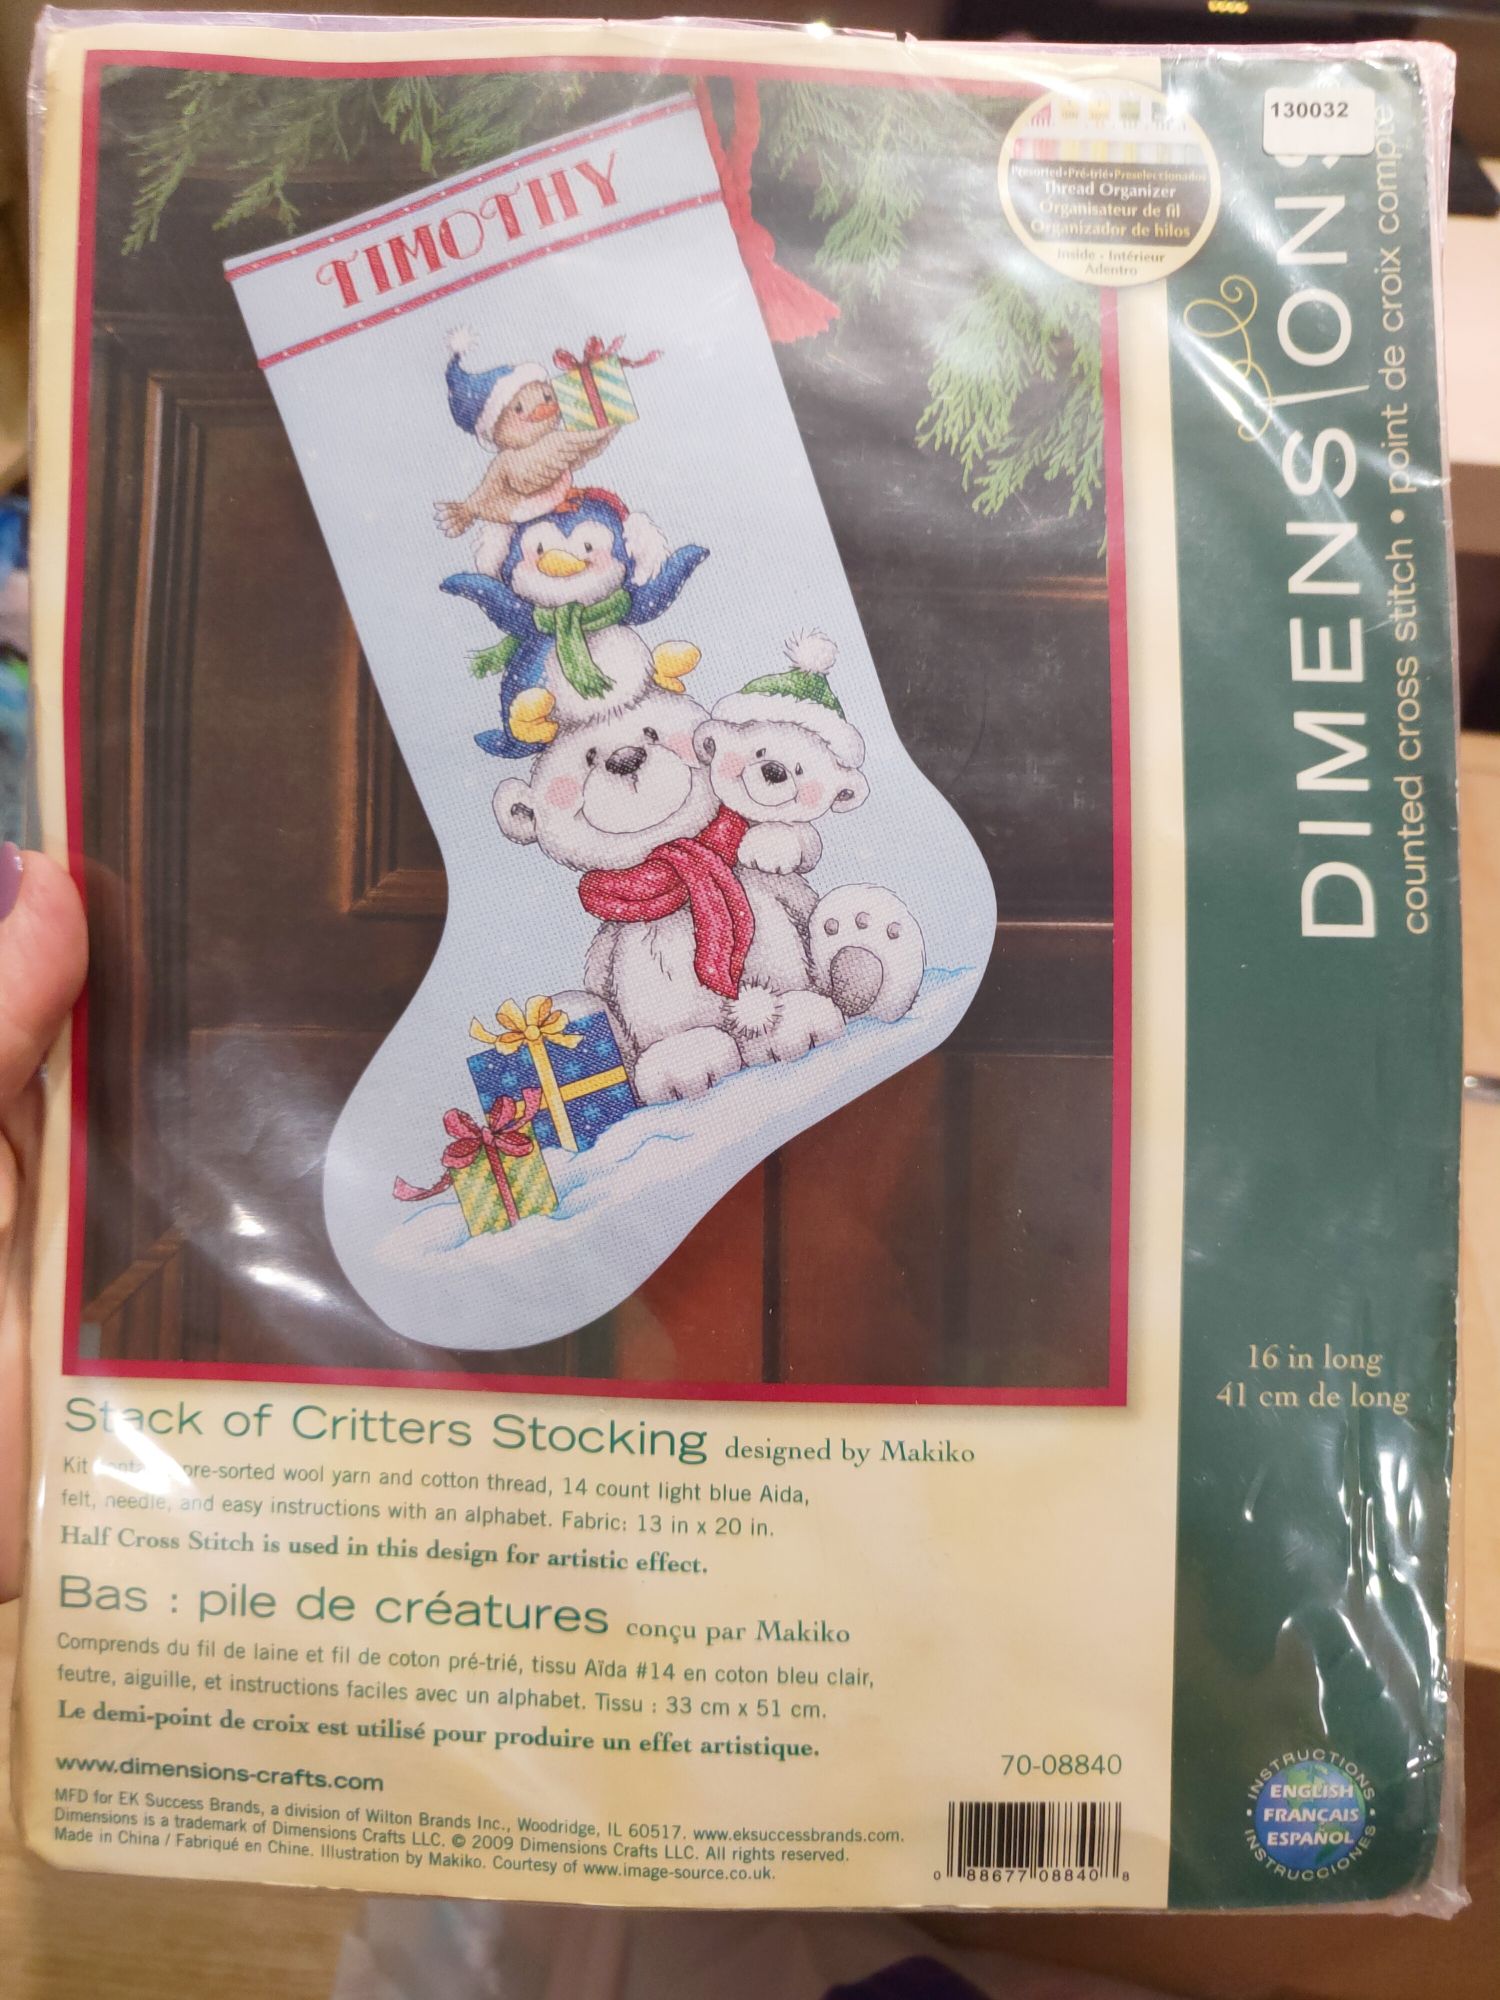 130032
Presorted • Pré-trié • Preseleccionados
Thread Organizer
Organisateur de fil
Organizador de hilos
Inside • Intérieur
Adentro
TIMOTHY
DIMENSIONS
counted cross stitch • point de croix compté
16 in long
41 cm de long
Stack of Critters Stocking designed by Makiko
Kit pre-sorted wool yarn and cotton thread, 14 count light blue Aida,
felt, needle, and easy instructions with an alphabet. Fabric: 13 in x 20 in.
Half Cross Stitch is used in this design for artistic effect.
Bas : pile de créatures conçu par Makiko
Comprends du fil de laine et fil de coton pré-trié, tissu Aïda #14 en coton bleu clair,
feutre, aiguille, et instructions faciles avec un alphabet. Tissu : 33 cm x 51 cm.
Le demi-point de croix est utilisé pour produire un effet artistique.
www.dimensions-crafts.com
70-08840
MFD for EK Success Brands, a division of Wilton Brands Inc., Woodridge, IL 60517. www.eksuccessbrands.com.
Dimensions is a trademark of Dimensions Crafts LLC. © 2009 Dimensions Crafts LLC. All rights reserved.
Made in China / Fabriqué en Chine. Illustration by Makiko. Courtesy of www.image-source.co.uk.
0 88677 08840 8
• INSTRUCTIONS •
ENGLISH
FRANÇAIS
ESPAÑOL
INSTRUCCIONES